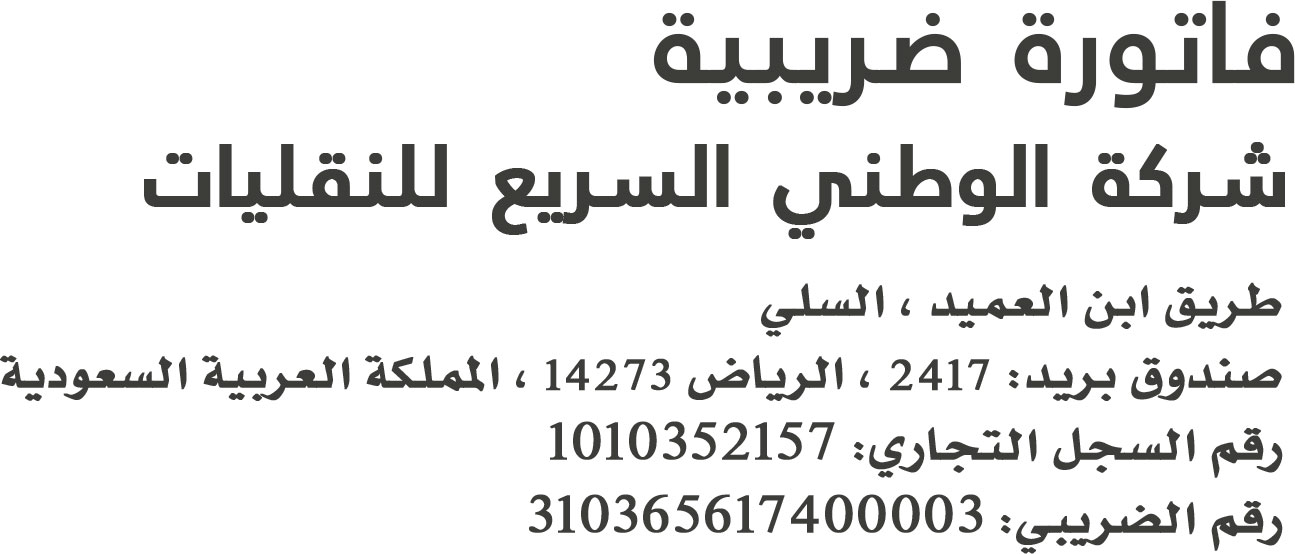 فاتورة ضريبية
شركة الوطني السريع للنقليات
طريق ابن العميد ، السلي
صندوق بريد: 2417 ، الرياض 14273 ، المملكة العربية السعودية
رقم السجل التجاري: 1010352157
رقم الضريبي: 310365617400003